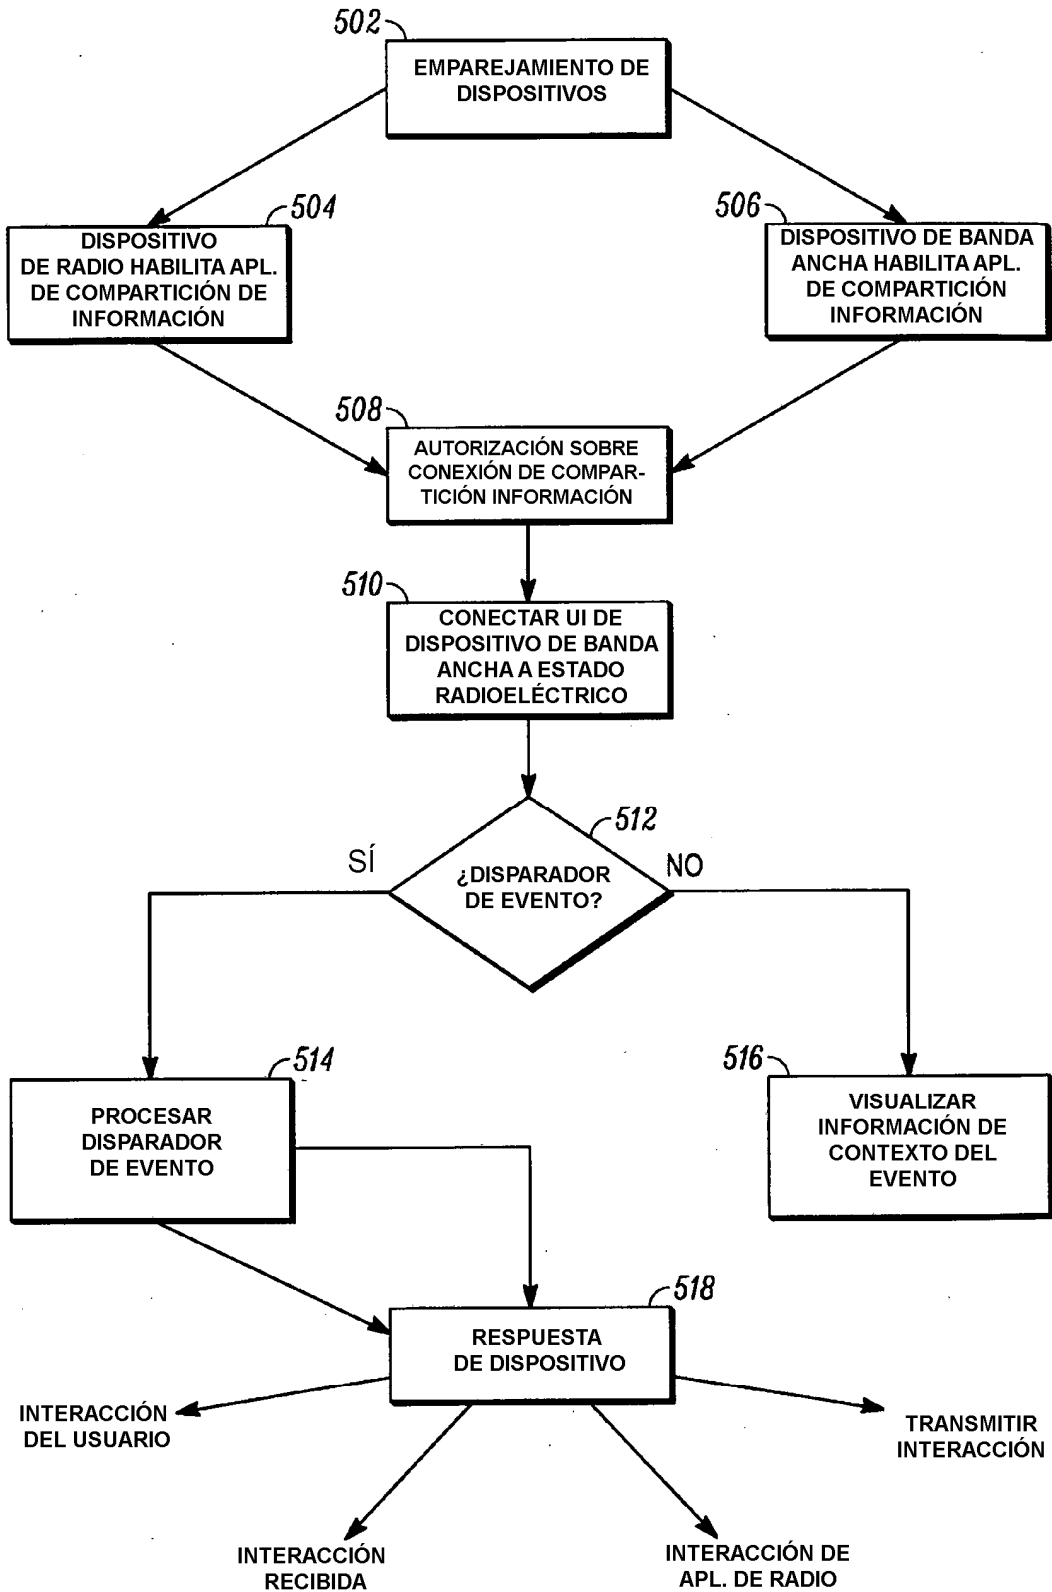 502
EMPAREJAMIENTO DE
DISPOSITIVOS
504
DISPOSITIVO
DE RADIO HABILITA APL.
DE COMPARTICIÓN DE
INFORMACIÓN
506
DISPOSITIVO DE BANDA
ANCHA HABILITA APL.
DE COMPARTICIÓN
INFORMACIÓN
508
AUTORIZACIÓN SOBRE
CONEXIÓN DE COMPAR-
TICIÓN INFORMACIÓN
510
CONECTAR UI DE
DISPOSITIVO DE BANDA
ANCHA A ESTADO
RADIOELÉCTRICO
512
SÍ
¿DISPARADOR
DE EVENTO?
NO
514
PROCESAR
DISPARADOR
DE EVENTO
516
VISUALIZAR
INFORMACIÓN DE
CONTEXTO DEL
EVENTO
518
RESPUESTA
DE DISPOSITIVO
INTERACCIÓN
DEL USUARIO
INTERACCIÓN
RECIBIDA
INTERACCIÓN DE
APL. DE RADIO
TRANSMITIR
INTERACCIÓN